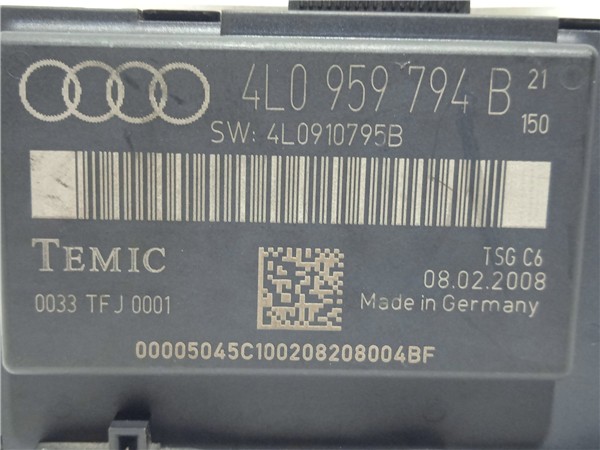 4L0 959 794 B 21
150
SW: 4L0910795B
TEMIC
TSG C6
08.02.2008
0033 TFJ 0001
Made in Germany
00005045C100208208004BF